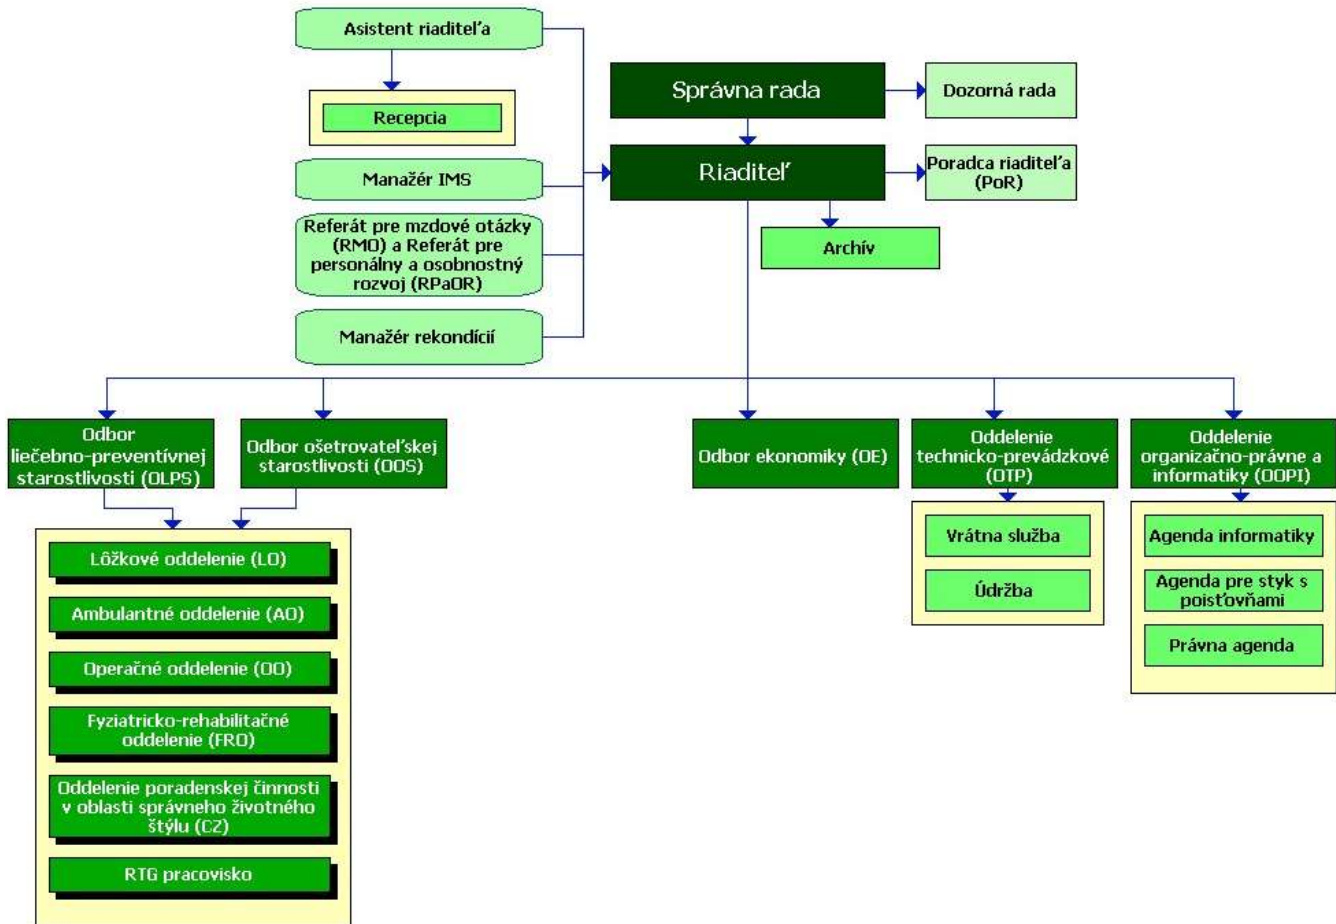 Asistent riaditeľa
Recepcia
Správna rada
Dozorná rada
Manažér IMS
Riaditeľ
Poradca riaditeľa
(PoR)
Referát pre mzdové otázky
(RMO) a Referát pre
personálny a osobnostný
rozvoj (RPaOR)
Archív
Manažér rekondícií
Odbor
liečebno-preventívnej
starostlivosti (OLPS)
Odbor ošetrovateľskej
starostlivosti (OOS)
Odbor ekonomiky (OE)
Oddelenie
technicko-prevádzkové
(OTP)
Oddelenie
organizačno-právne a
informatiky (OOPI)
Lôžkové oddelenie (LO)
Ambulantné oddelenie (AO)
Operačné oddelenie (OO)
Fyziatricko-rehabilitačné
oddelenie (FRO)
Oddelenie poradenskej činnosti
v oblasti správneho životného
štýlu (CZ)
RTG pracovisko
Vrátna služba
Údržba
Agenda informatiky
Agenda pre styk s
poisťovňami
Právna agenda